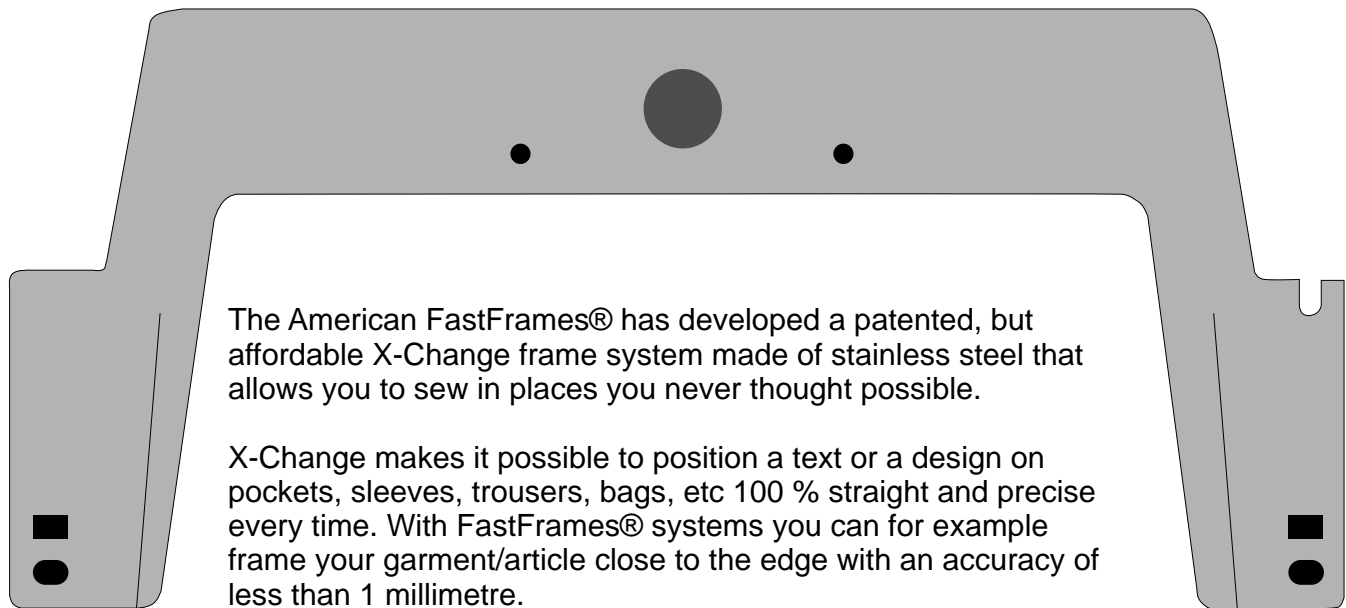 The American FastFrames® has developed a patented, but
affordable X-Change frame system made of stainless steel that
allows you to sew in places you never thought possible.
X-Change makes it possible to position a text or a design on
pockets, sleeves, trousers, bags, etc 100 % straight and precise
every time. With FastFrames® systems you can for example
frame your garment/article close to the edge with an accuracy of
less than 1 millimetre.